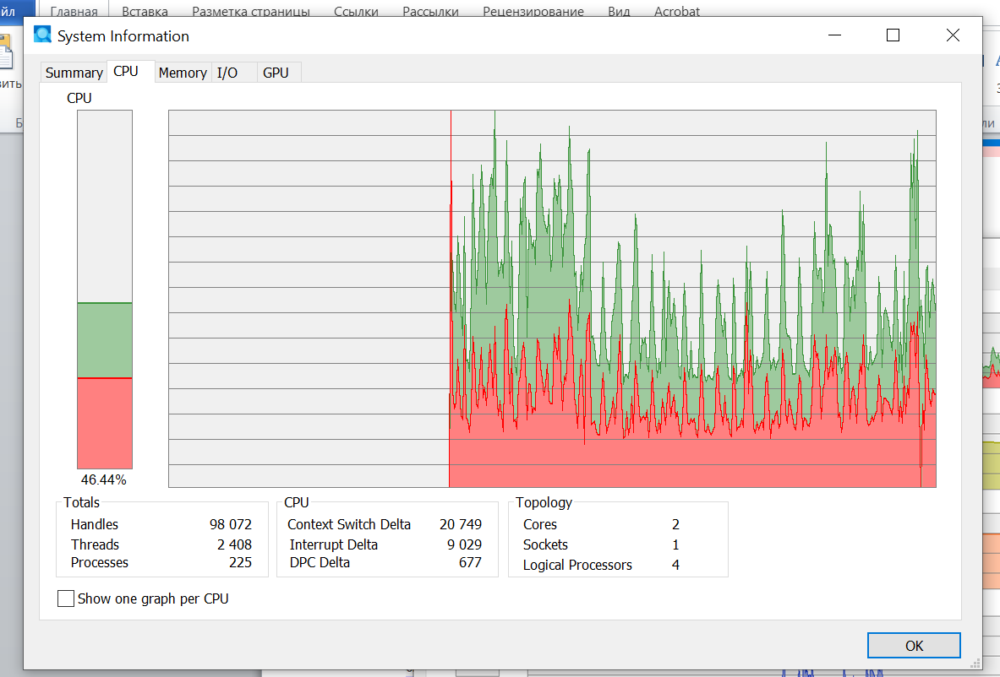 йл Главная Вставка Разметка страницы Ссылки Рассылки Рецензирование Вид Acrobat
System Information
Summary CPU Memory I/O GPU
CPU
46.44%
Totals
Handles 98 072
Threads 2 408
Processes 225
CPU
Context Switch Delta 20 749
Interrupt Delta 9 029
DPC Delta 677
Topology
Cores 2
Sockets 1
Logical Processors 4
Show one graph per CPU
OK